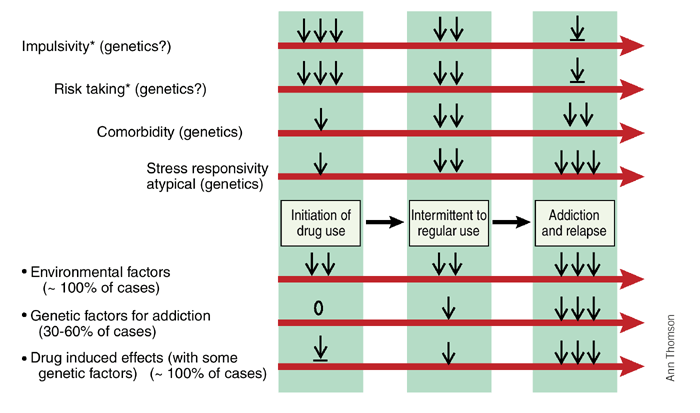 Impulsivity* (genetics?)
Risk taking* (genetics?)
Comorbidity (genetics)
Stress responsivity
atypical (genetics)
Initiation of
drug use
Intermittent to
regular use
Addiction
and relapse
• Environmental factors
(~ 100% of cases)
• Genetic factors for addiction
(30-60% of cases)
0
• Drug induced effects (with some
genetic factors) (~ 100% of cases)
Ann Thomson